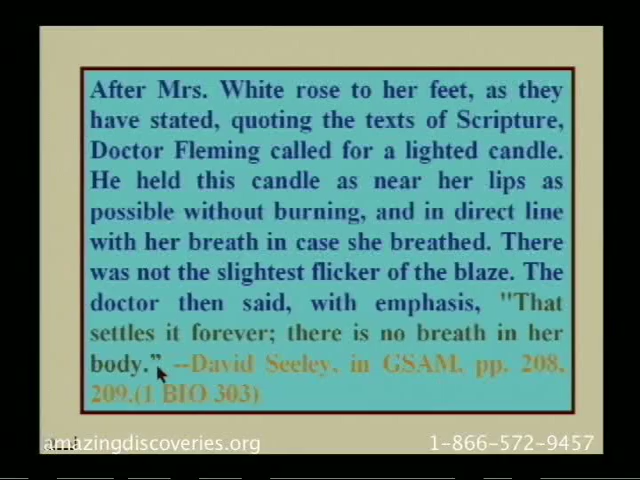 After Mrs. White rose to her feet, as they
have stated, quoting the texts of Scripture,
Doctor Fleming called for a lighted candle.
He held this candle as near her lips as
possible without burning, and in direct line
with her breath in case she breathed. There
was not the slightest flicker of the blaze. The
doctor then said, with emphasis, "That
settles it forever; there is no breath in her
body.” --David Seeley, in GSAM, pp. 208,
209.(1 BIO 303)
amazingdiscoveries.org
1-866-572-9457